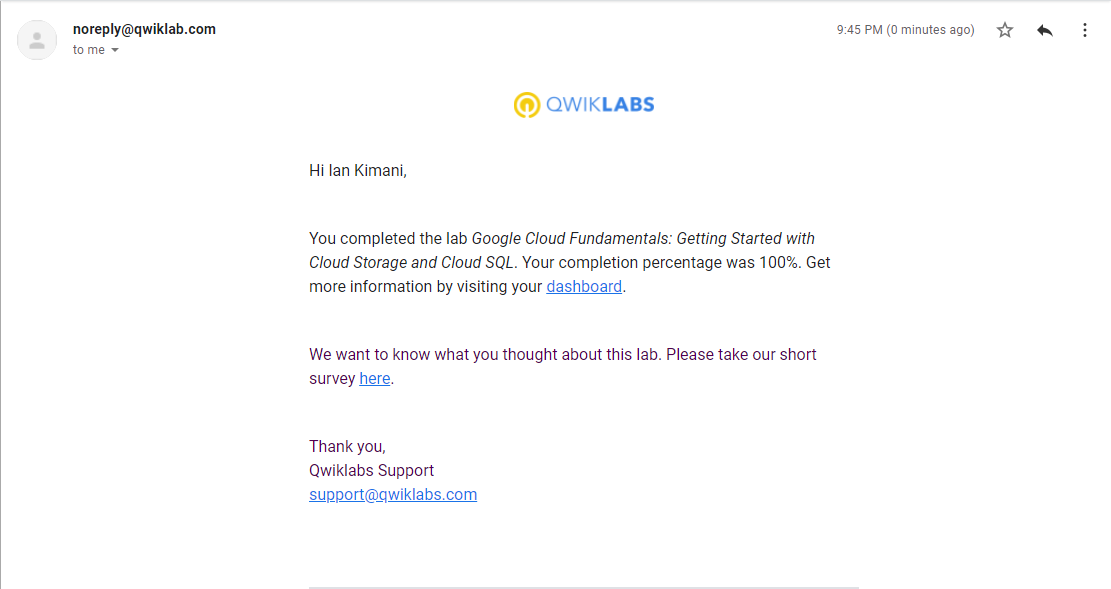 noreply@qwiklab.com
9:45 PM (0 minutes ago)
to me
QWIKLABS
Hi Ian Kimani,
You completed the lab Google Cloud Fundamentals: Getting Started with
Cloud Storage and Cloud SQL. Your completion percentage was 100%. Get
more information by visiting your dashboard.
We want to know what you thought about this lab. Please take our short
survey here.
Thank you,
Qwiklabs Support
support@qwiklabs.com